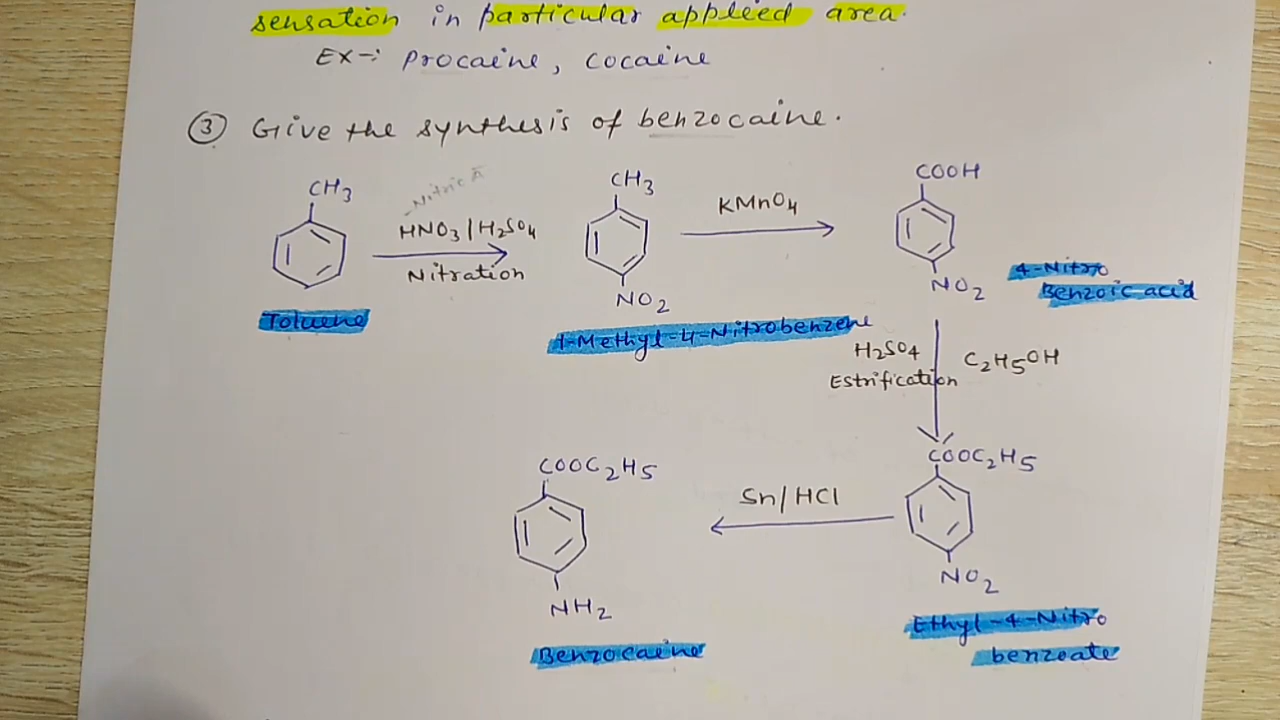 sensation in particular applied area.
EX-: Procaine, cocaine
③ Give the synthesis of benzocaine.
CH3
HNO3/H2SO4
Nitration
Toluene
CH3
NO2
1-Methyl-4-Nitrobenzene
KMnO4
COOH
NO2
4-Nitro
Benzoic acid
H2SO4
Estrification
C2H5OH
COOC2H5
NO2
Ethyl-4-Nitro
benzoate
Sn/HCl
COOC2H5
NH2
Benzocaine